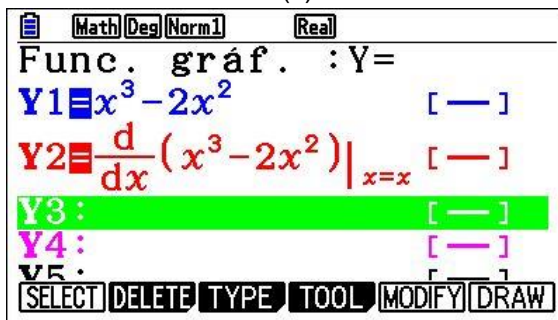 Math Deg Norm1 Real
Func. gráf. :Y=
Y1=x³-2x² [—]
Y2=d/dx(x³-2x²)|x=x [—]
Y3: [—]
Y4: [—]
Y5: [—]
SELECT DELETE TYPE TOOL MODIFY DRAW